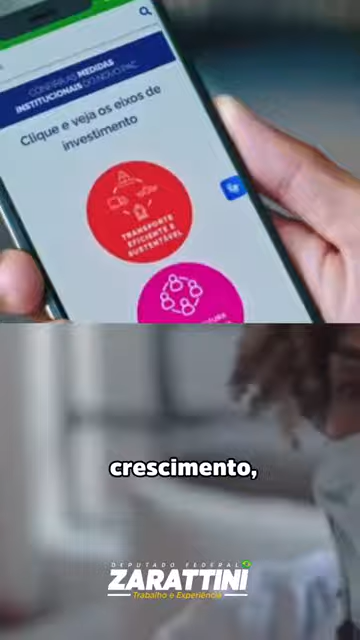 CONFIRA AS MEDIDAS
INSTITUCIONAIS DO NOVO PAC
Clique e veja os eixos de
investimento
TRANSPORTE
EFICIENTE E
SUSTENTÁVEL
crescimento,
DEPUTADO FEDERAL
ZARATTINI
Trabalho e Experiência